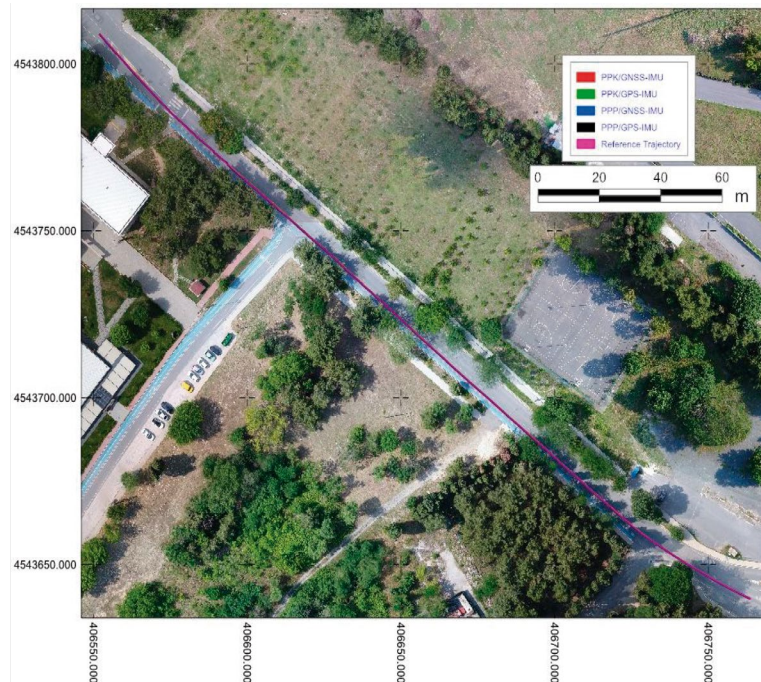 4543800.000
4543750.000
4543700.000
4543650.000
PPK/GNSS-IMU
PPK/GPS-IMU
PPP/GNSS-IMU
PPP/GPS-IMU
Reference Trajectory
0 20 40 60
m
406550.000
406600.000
406650.000
406700.000
406750.000